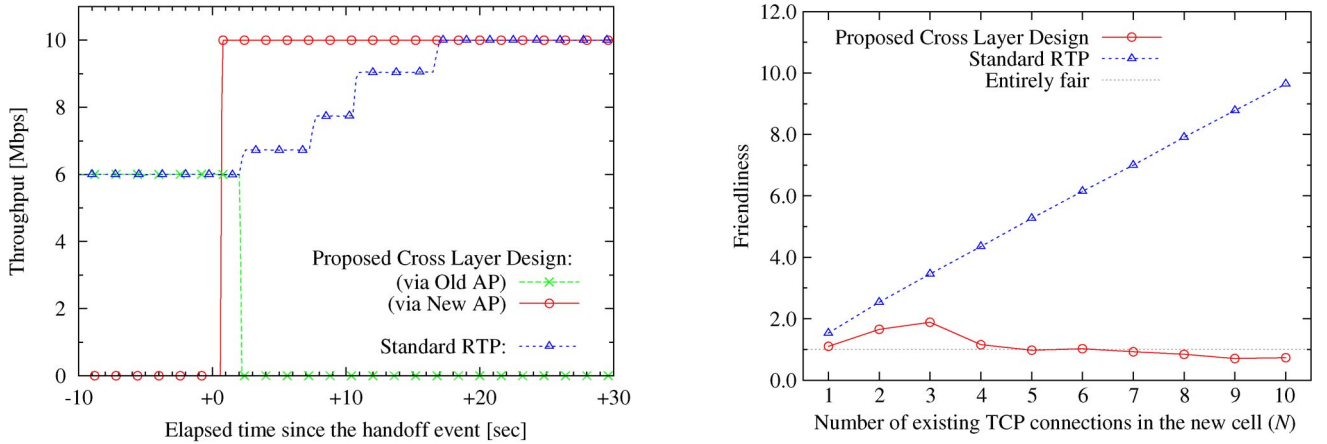 10
8
6
4
2
0
-10
+0
+10
+20
+30
Throughput [Mbps]
Elapsed time since the handoff event [sec]
Proposed Cross Layer Design:
(via Old AP)
(via New AP)
Standard RTP:
12.0
10.0
8.0
6.0
4.0
2.0
0.0
1 2 3 4 5 6 7 8 9 10
Friendliness
Number of existing TCP connections in the new cell (N)
Proposed Cross Layer Design
Standard RTP
Entirely fair